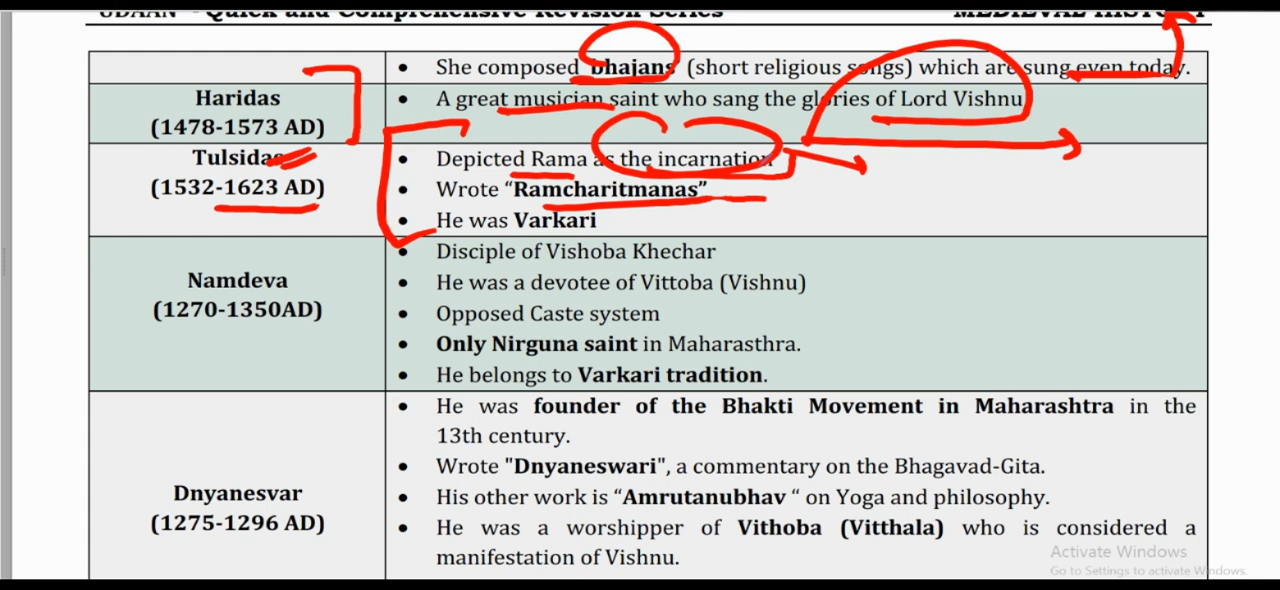 UDAAN - Quick and Comprehensive Revision Series MEDIEVAL HISTORY
• She composed bhajans (short religious songs) which are sung even today.
Haridas
(1478-1573 AD)
• A great musician saint who sang the glories of Lord Vishnu
Tulsidas
(1532-1623 AD)
• Depicted Rama as the incarnation
• Wrote “Ramcharitmanas”
• He was Varkari
Namdeva
(1270-1350AD)
• Disciple of Vishoba Khechar
• He was a devotee of Vittoba (Vishnu)
• Opposed Caste system
• Only Nirguna saint in Maharasthra.
• He belongs to Varkari tradition.
Dnyanesvar
(1275-1296 AD)
• He was founder of the Bhakti Movement in Maharashtra in the
13th century.
• Wrote "Dnyaneswari", a commentary on the Bhagavad-Gita.
• His other work is “Amrutanubhav “ on Yoga and philosophy.
• He was a worshipper of Vithoba (Vitthala) who is considered a
manifestation of Vishnu.
Activate Windows
Go to Settings to activate Windows.